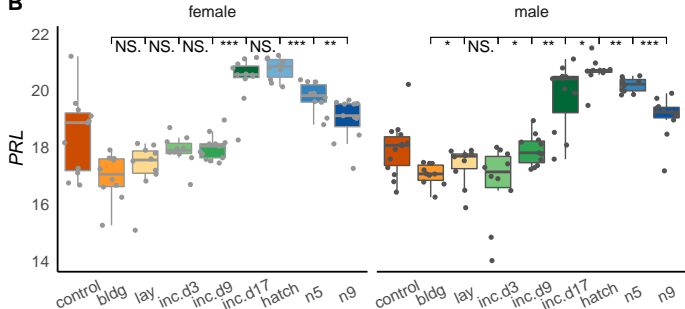 B
female male
NS. NS. NS. *** NS. *** ** * NS. * ** * ** ***
22
20
18
16
14
PRL
control bldg lay inc.d3 inc.d9 inc.d17 hatch n5 n9 control bldg lay inc.d3 inc.d9 inc.d17 hatch n5 n9